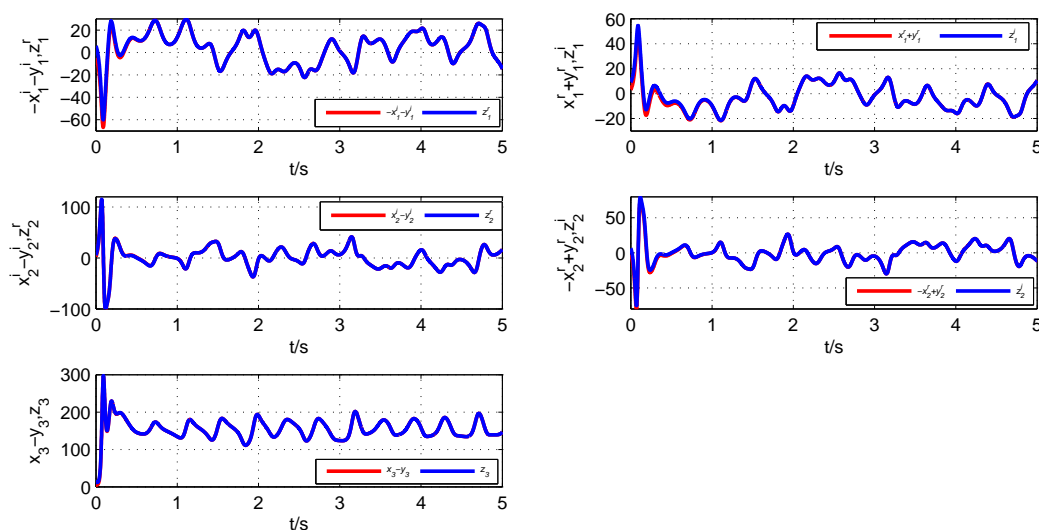 20
0
−20
−40
−60
−x₁ⁱ−y₁ⁱ,z₁ʳ
−x₁ⁱ−y₁ⁱ
z₁ʳ
0 1 2 3 4 5
t/s
60
40
20
0
−20
x₁ʳ+y₁ʳ,z₁ⁱ
x₁ʳ+y₁ʳ
z₁ⁱ
0 1 2 3 4 5
t/s
100
0
−100
x₂ⁱ−y₂ⁱ,z₂ʳ
x₂ⁱ−y₂ⁱ
z₂ʳ
0 1 2 3 4 5
t/s
50
0
−50
−x₂ʳ+y₂ʳ,z₂ⁱ
−x₂ʳ+y₂ʳ
z₂ⁱ
0 1 2 3 4 5
t/s
300
200
100
0
x₃−y₃,z₃
x₃−y₃
z₃
0 1 2 3 4 5
t/s